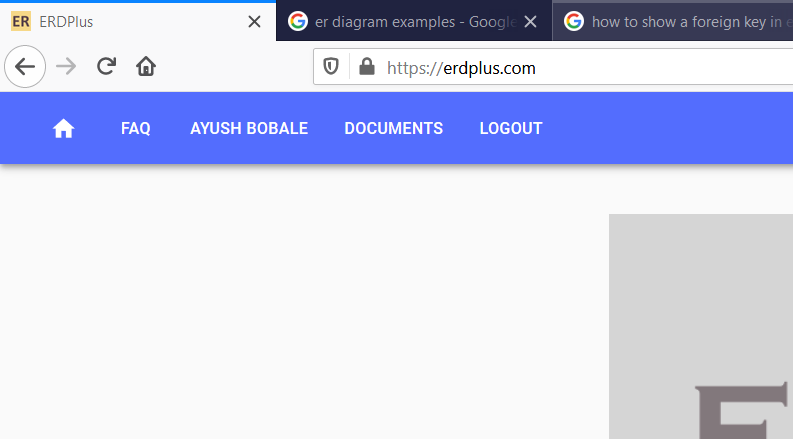 ER ERDPlus
er diagram examples - Google
how to show a foreign key in e
https://erdplus.com
FAQ AYUSH BOBALE DOCUMENTS LOGOUT
E